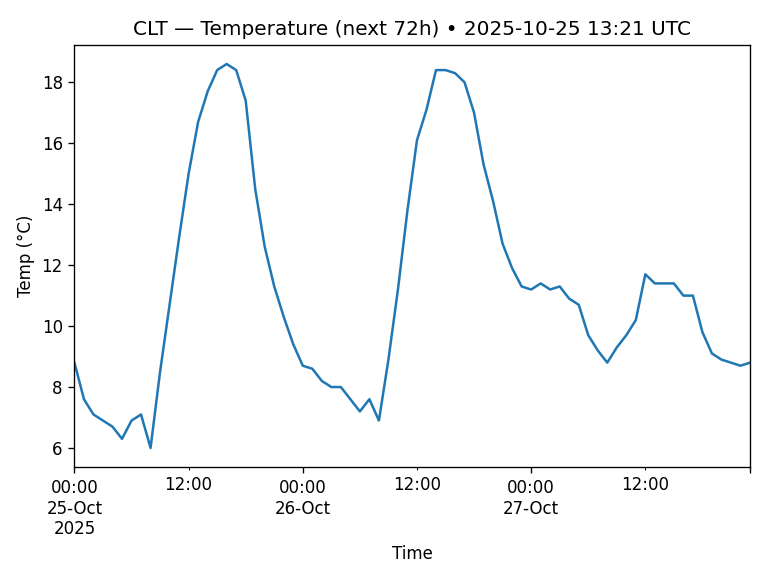 CLT — Temperature (next 72h) • 2025-10-25 13:21 UTC
Temp (°C)
18
16
14
12
10
8
6
00:00 12:00 00:00 12:00 00:00 12:00
25-Oct 26-Oct 27-Oct
2025
Time